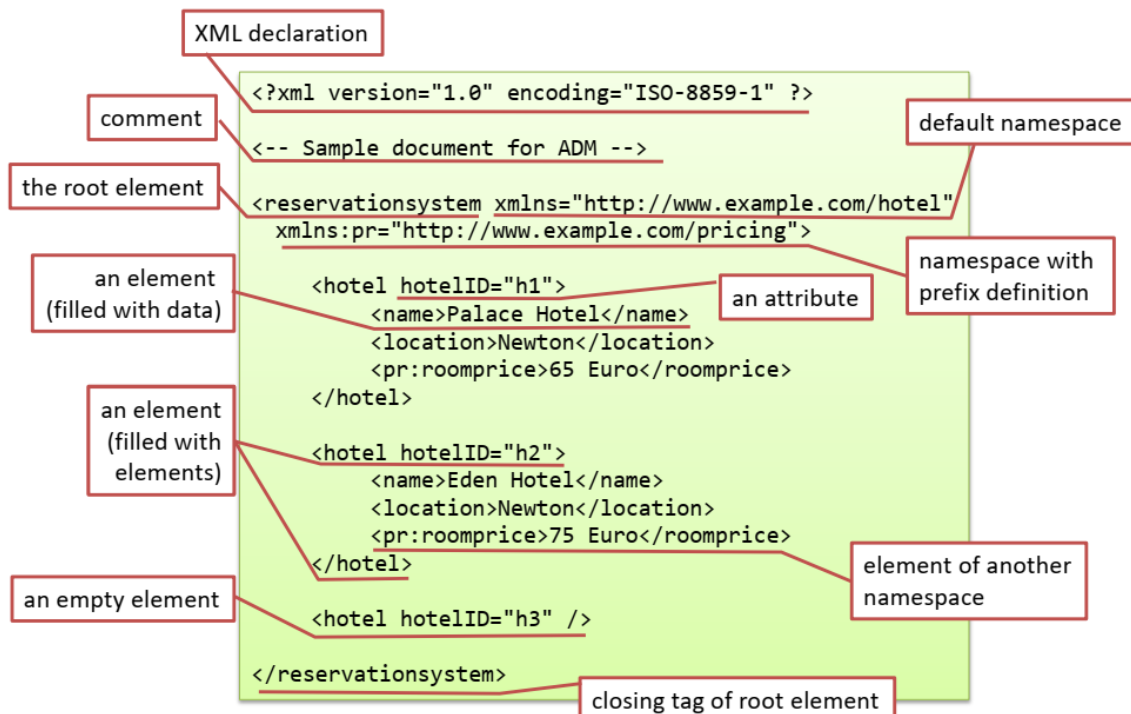 XML declaration
<?xml version="1.0" encoding="ISO-8859-1" ?>
comment
default namespace
<-- Sample document for ADM -->
the root element
<reservationsystem xmlns="http://www.example.com/hotel"
xmlns:pr="http://www.example.com/pricing">
an element
(filled with data)
namespace with
prefix definition
<hotel hotelID="h1">
an attribute
<name>Palace Hotel</name>
<location>Newton</location>
<pr:roomprice>65 Euro</roomprice>
</hotel>
an element
(filled with
elements)
<hotel hotelID="h2">
<name>Eden Hotel</name>
<location>Newton</location>
<pr:roomprice>75 Euro</roomprice>
</hotel>
element of another
namespace
an empty element
<hotel hotelID="h3" />
</reservationsystem>
closing tag of root element